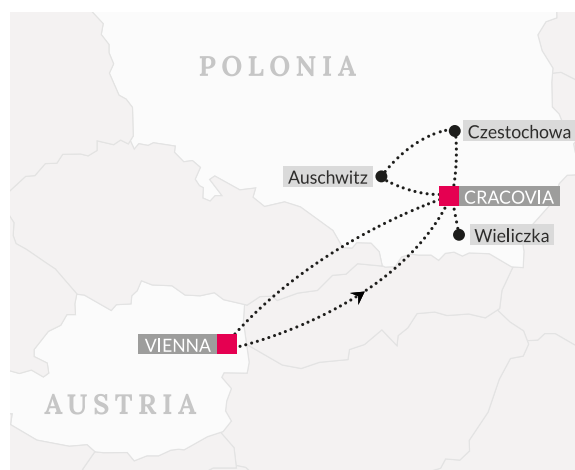 POLONIA
Czestochowa
Auschwitz
CRACOVIA
Wieliczka
VIENNA
AUSTRIA